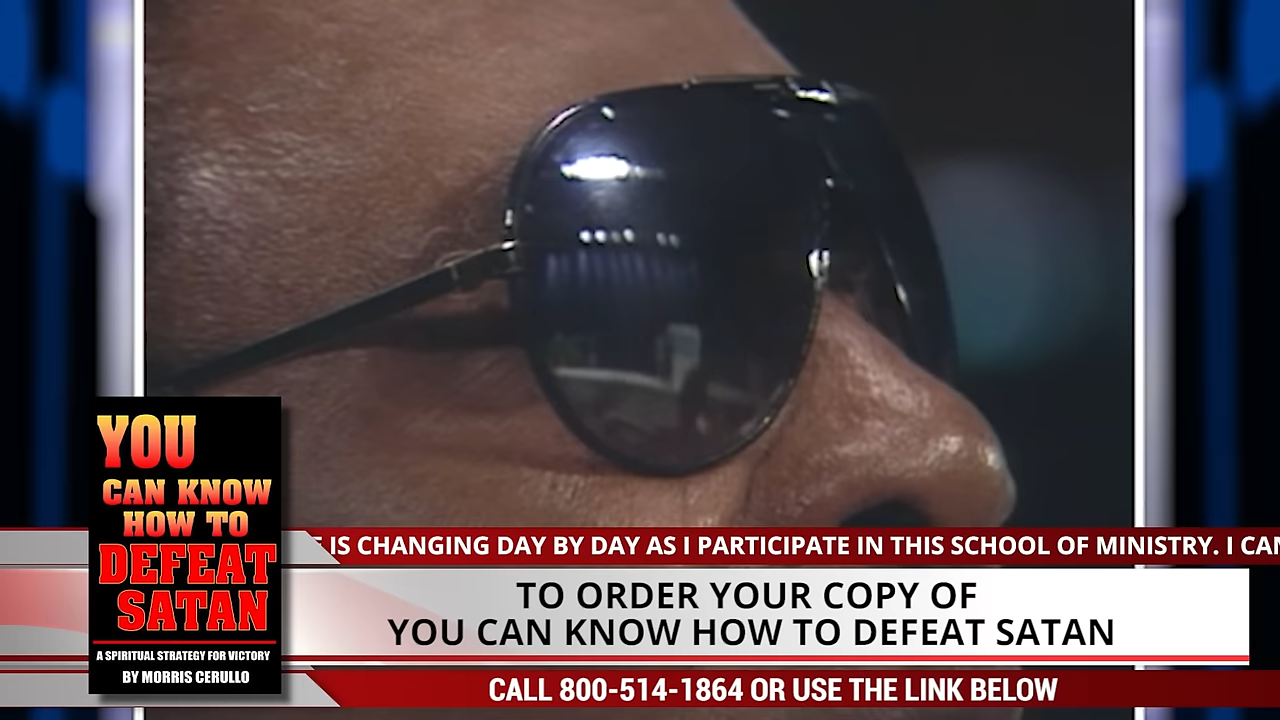 YOU
CAN KNOW
HOW TO
DEFEAT
SATAN
A SPIRITUAL STRATEGY FOR VICTORY
BY MORRIS CERULLO
IS CHANGING DAY BY DAY AS I PARTICIPATE IN THIS SCHOOL OF MINISTRY. I CAN
TO ORDER YOUR COPY OF
YOU CAN KNOW HOW TO DEFEAT SATAN
CALL 800-514-1864 OR USE THE LINK BELOW